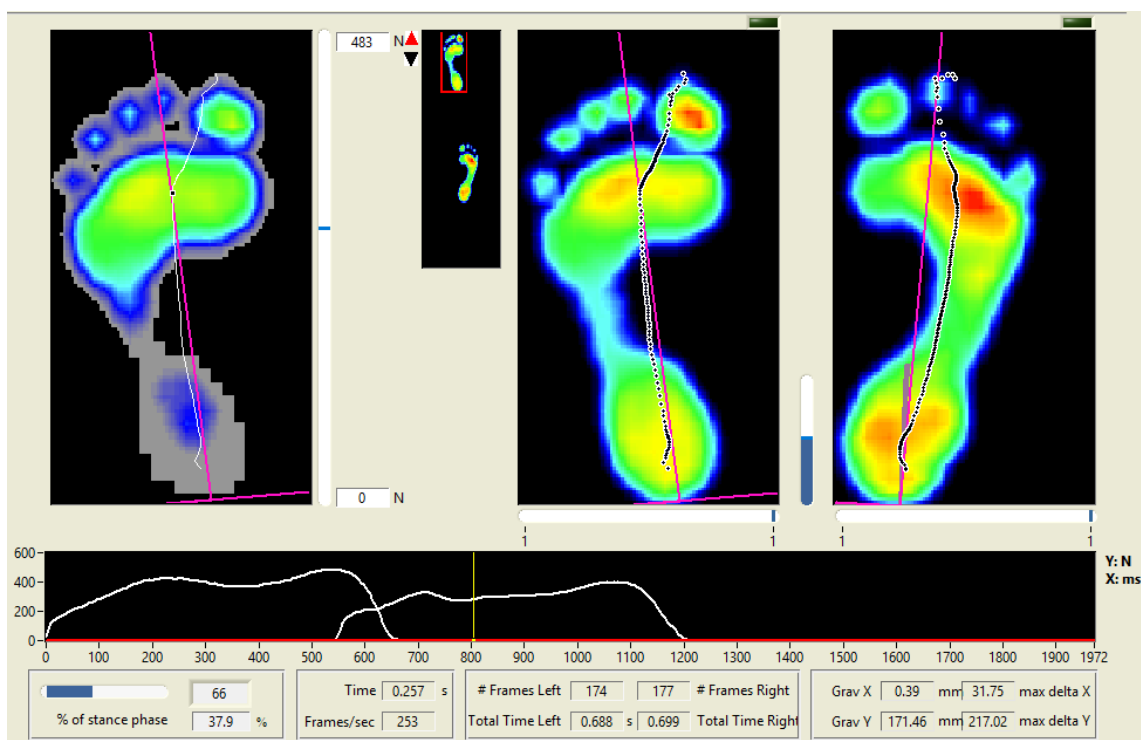 483 N
0 N
1 1 1 1
600
400
200
0
Y: N
X: ms
0 100 200 300 400 500 600 700 800 900 1000 1100 1200 1300 1400 1500 1600 1700 1800 1900 1972
66
% of stance phase 37.9 %
Time 0.257 s
Frames/sec 253
# Frames Left 174 177 # Frames Right
Total Time Left 0.688 s 0.699 Total Time Right
Grav X 0.39 mm 31.75 max delta X
Grav Y 171.46 mm 217.02 max delta Y